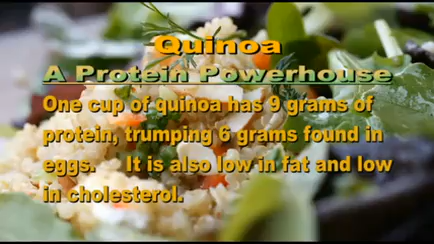 Quinoa
A Protein Powerhouse
One cup of quinoa has 9 grams of
protein, trumping 6 grams found in
eggs. It is also low in fat and low
in cholesterol.